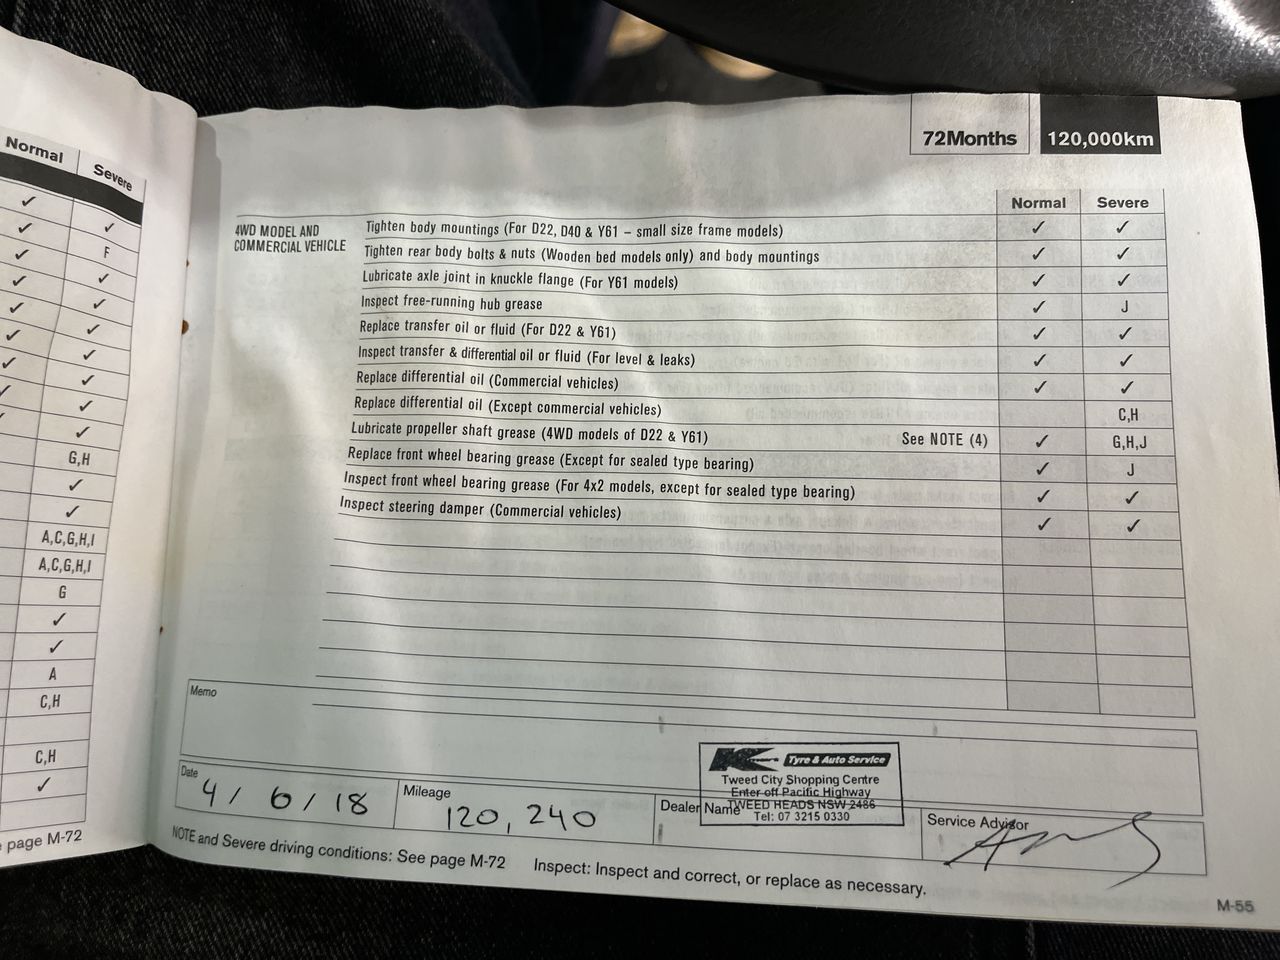 Normal Severe
✓
✓ ✓
✓ F
✓ ✓
✓ ✓
✓ ✓
✓ ✓
✓
✓
✓
G,H
✓
✓
A,C,G,H,I
A,C,G,H,I
G
✓
✓
A
C,H
C,H
✓
page M-72
72Months 120,000km
Normal Severe
4WD MODEL AND
COMMERCIAL VEHICLE
Tighten body mountings (For D22, D40 & Y61 – small size frame models) ✓ ✓
Tighten rear body bolts & nuts (Wooden bed models only) and body mountings ✓ ✓
Lubricate axle joint in knuckle flange (For Y61 models) ✓ ✓
Inspect free-running hub grease ✓ J
Replace transfer oil or fluid (For D22 & Y61) ✓ ✓
Inspect transfer & differential oil or fluid (For level & leaks) ✓ ✓
Replace differential oil (Commercial vehicles) ✓ ✓
Replace differential oil (Except commercial vehicles) C,H
Lubricate propeller shaft grease (4WD models of D22 & Y61) See NOTE (4) ✓ G,H,J
Replace front wheel bearing grease (Except for sealed type bearing) ✓ J
Inspect front wheel bearing grease (For 4x2 models, except for sealed type bearing) ✓ ✓
Inspect steering damper (Commercial vehicles) ✓ ✓
Memo
Date 4/6/18
Mileage 120,240
Dealer Name
Tyre & Auto Service
Tweed City Shopping Centre
Enter off Pacific Highway
TWEED HEADS NSW 2486
Tel: 07 3215 0330
Service Advisor
NOTE and Severe driving conditions: See page M-72 Inspect: Inspect and correct, or replace as necessary.
M-55